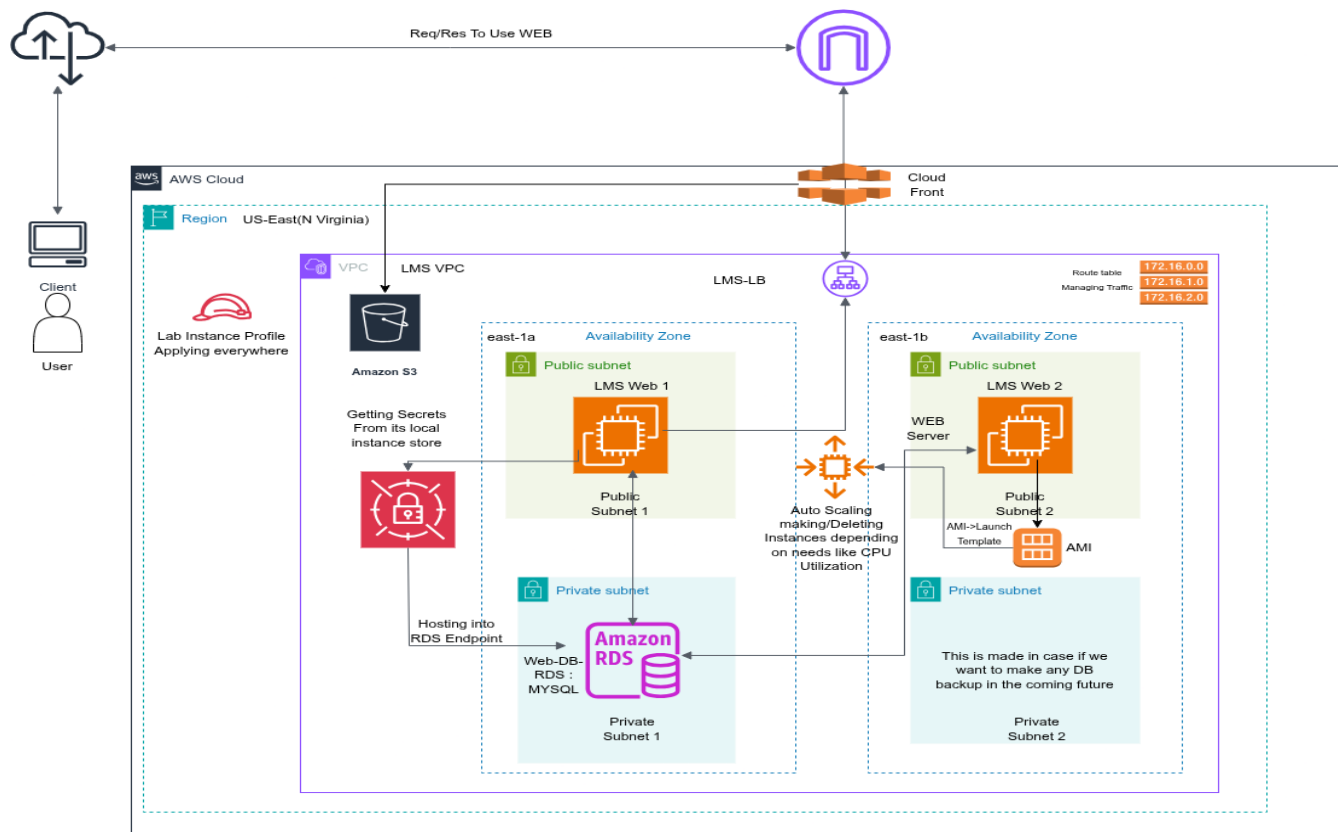 Req/Res To Use WEB
aws
AWS Cloud
Cloud
Front
Region
US-East(N Virginia)
Client
User
Lab Instance Profile
Applying everywhere
VPC
LMS VPC
LMS-LB
Route table
Managing Traffic
172.16.0.0
172.16.1.0
172.16.2.0
Amazon S3
east-1a
Availability Zone
Public subnet
LMS Web 1
Public
Subnet 1
Getting Secrets
From its local
instance store
Hosting into
RDS Endpoint
Private subnet
Amazon
RDS
Web-DB-
RDS :
MYSQL
Private
Subnet 1
Auto Scaling
making/Deleting
Instances depending
on needs like CPU
Utilization
east-1b
Availability Zone
Public subnet
LMS Web 2
WEB
Server
Public
Subnet 2
AMI->Launch
Template
AMI
Private subnet
This is made in case if we
want to make any DB
backup in the coming future
Private
Subnet 2